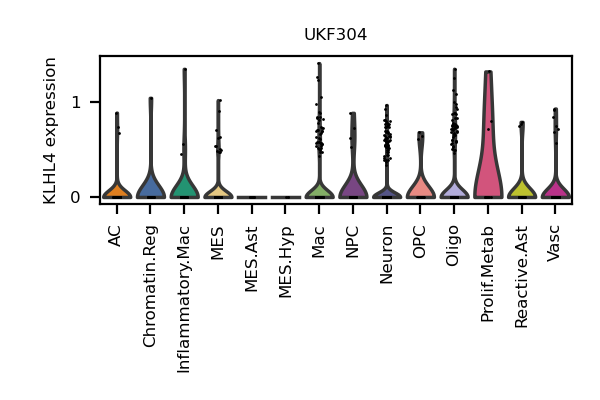 UKF304
KLHL4 expression
1
0
AC
Chromatin.Reg
Inflammatory.Mac
MES
MES.Ast
MES.Hyp
Mac
NPC
Neuron
OPC
Oligo
Prolif.Metab
Reactive.Ast
Vasc